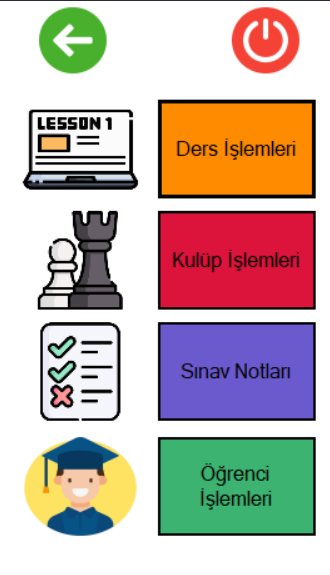 LESSON 1
Ders İşlemleri
Kulüp İşlemleri
Sınav Notları
Öğrenci
İşlemleri